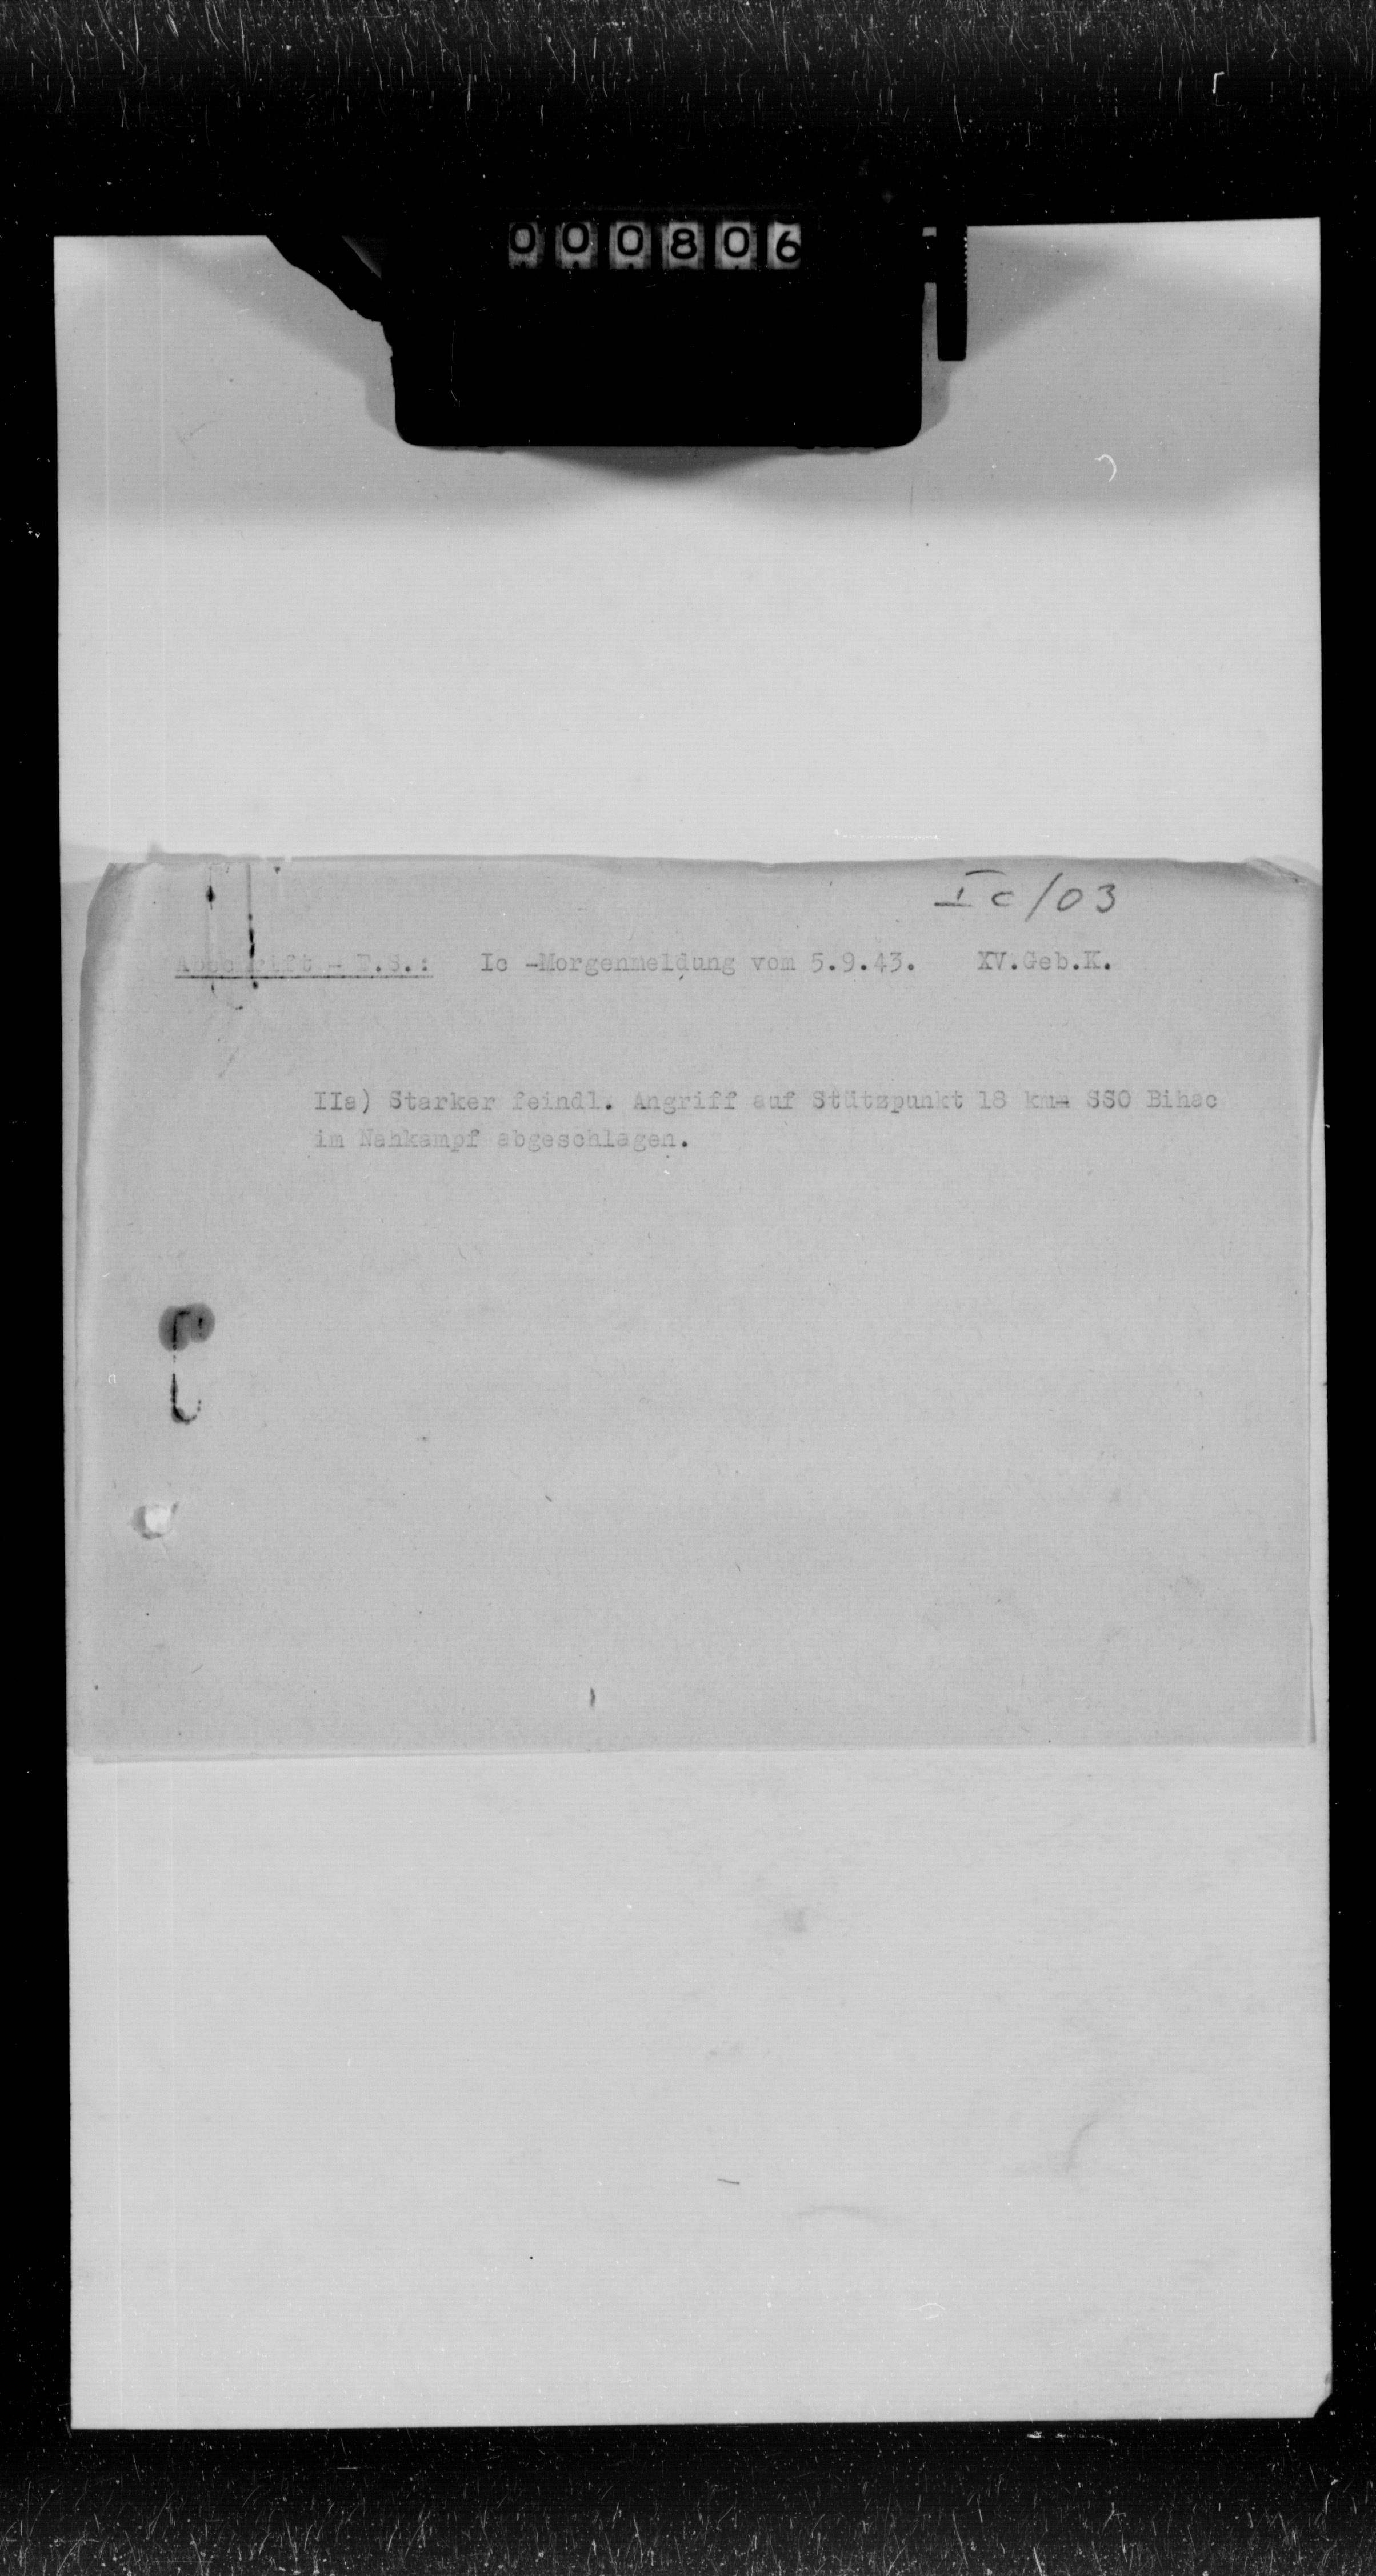 000806
Ic/03
Abschrift - F.S.: Ic -Morgenmeldung vom 5.9.43. XV.Geb.K.
IIa) Starker feindl. Angriff auf Stützpunkt 18 km- SSO Bihac
im Nahkampf abgeschlagen.